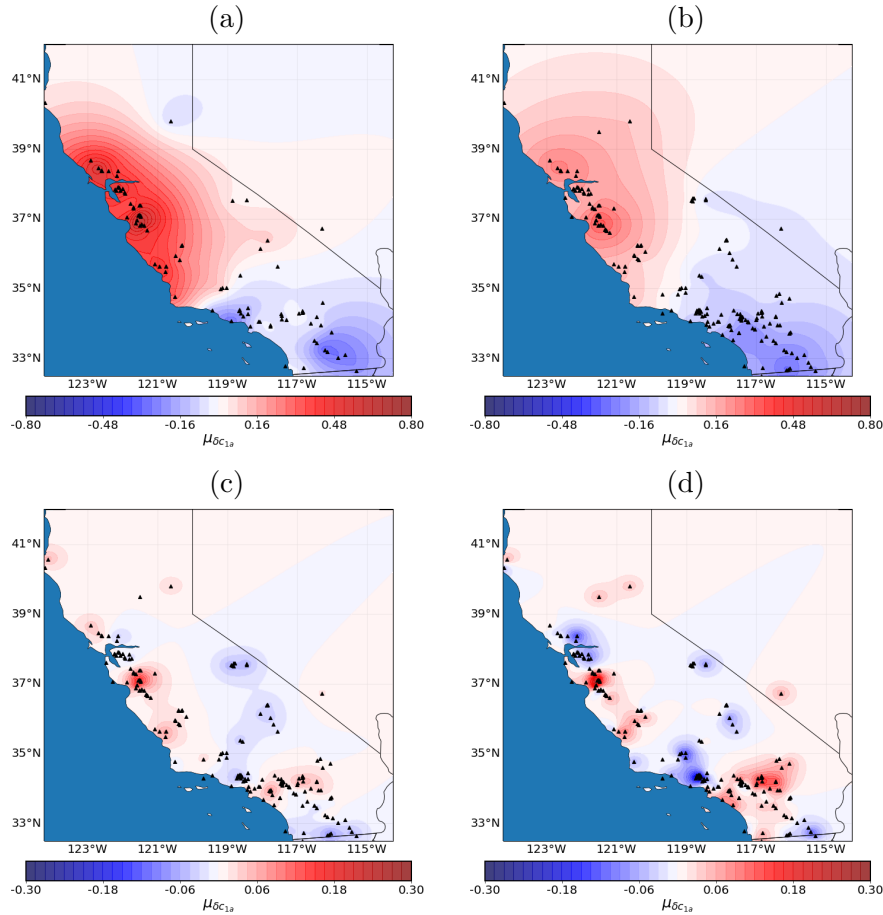 (a) (b)
41°N 41°N
39°N 39°N
37°N 37°N
35°N 35°N
33°N 33°N
123°W 121°W 119°W 117°W 115°W 123°W 121°W 119°W 117°W 115°W
-0.80 -0.48 -0.16 0.16 0.48 0.80 -0.80 -0.48 -0.16 0.16 0.48 0.80
μδc1a μδc1a
(c) (d)
41°N 41°N
39°N 39°N
37°N 37°N
35°N 35°N
33°N 33°N
123°W 121°W 119°W 117°W 115°W 123°W 121°W 119°W 117°W 115°W
-0.30 -0.18 -0.06 0.06 0.18 0.30 -0.30 -0.18 -0.06 0.06 0.18 0.30
μδc1a μδc1a